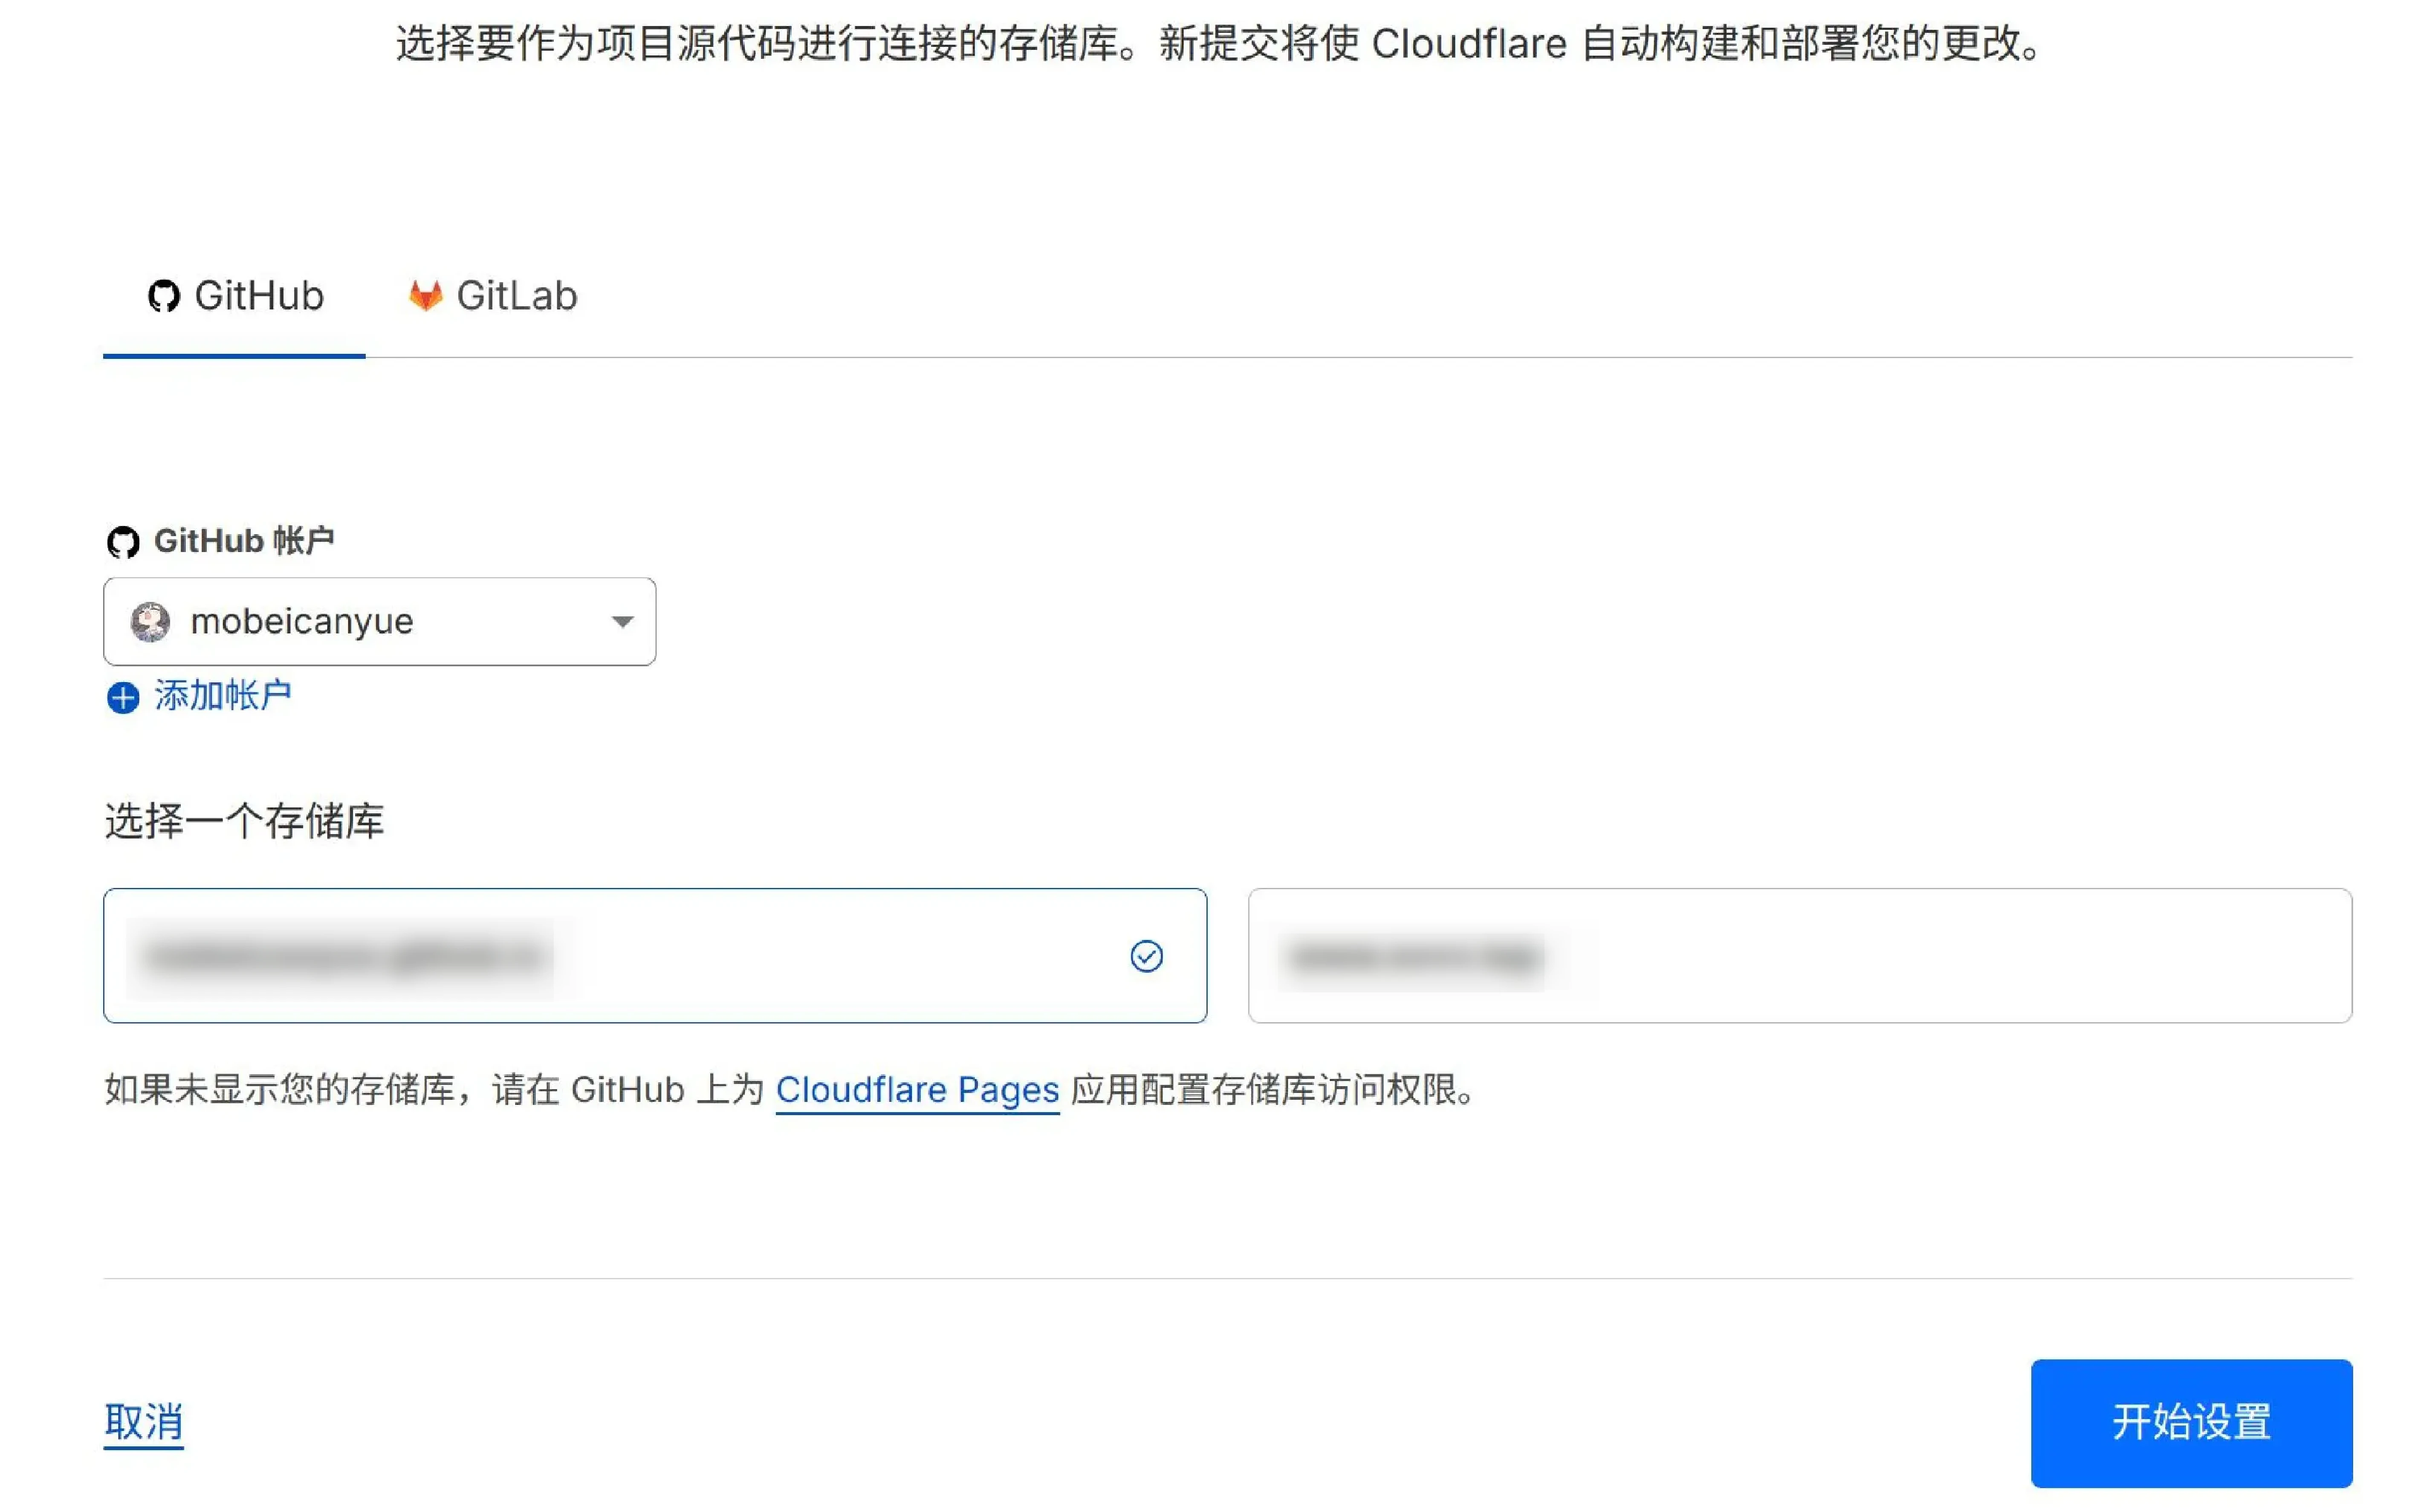 选择要作为项目源代码进行连接的存储库。新提交将使 Cloudflare 自动构建和部署您的更改。
GitHub
GitLab
GitHub 帐户
mobeicanyue
添加帐户
选择一个存储库
如果未显示您的存储库，请在 GitHub 上为 Cloudflare Pages 应用配置存储库访问权限。
取消
开始设置